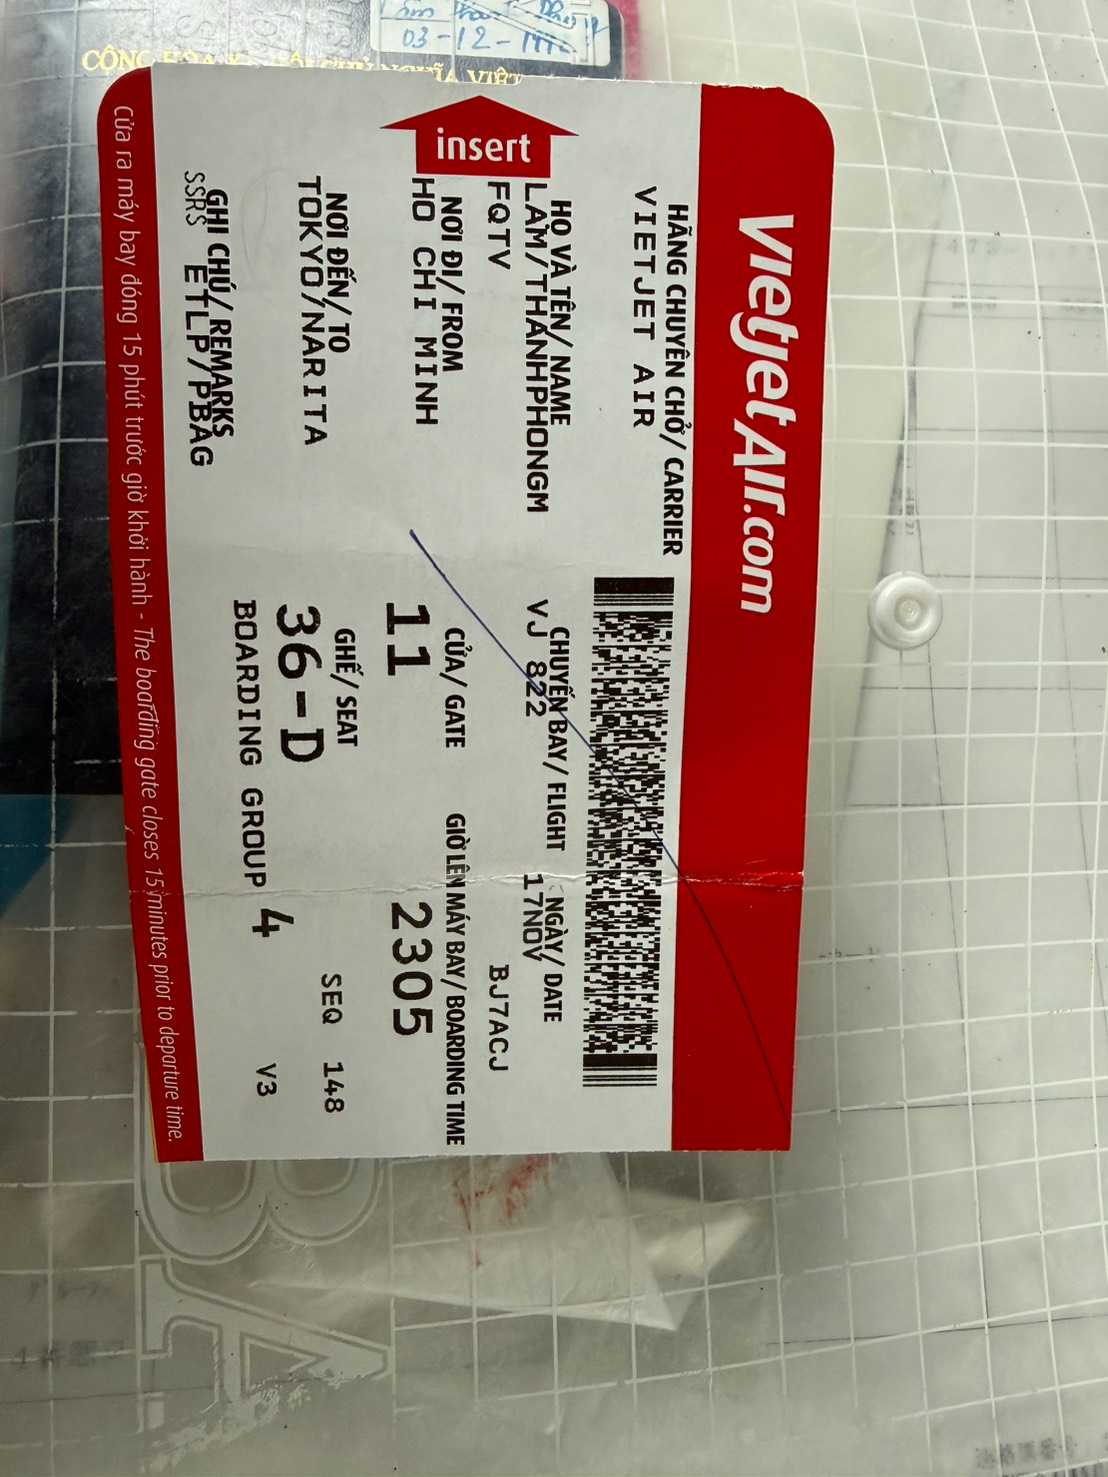 03-12-
CỘNG
insert
VietjetAir.com
HÃNG CHUYÊN CHỞ/ CARRIER
VIETJET AIR
HỌ VÀ TÊN/ NAME
LAM/THANHPHONGM
FQTV
NƠI ĐI/ FROM
HO CHI MINH
NƠI ĐẾN/ TO
TOKYO/NARITA
GHI CHÚ/ REMARKS
SSRS ETLP/PBAG
CHUYẾN BAY/ FLIGHT
VJ 822
NGÀY/ DATE
17NOV
BJ7ACJ
CỬA/ GATE
11
GIỜ LÊN MÁY BAY/ BOARDING TIME
2305
GHẾ/ SEAT
36-D
SEQ 148
BOARDING GROUP 4
V3
Cửa ra máy bay đóng 15 phút trước giờ khởi hành - The boarding gate closes 15 minutes prior to departure time.